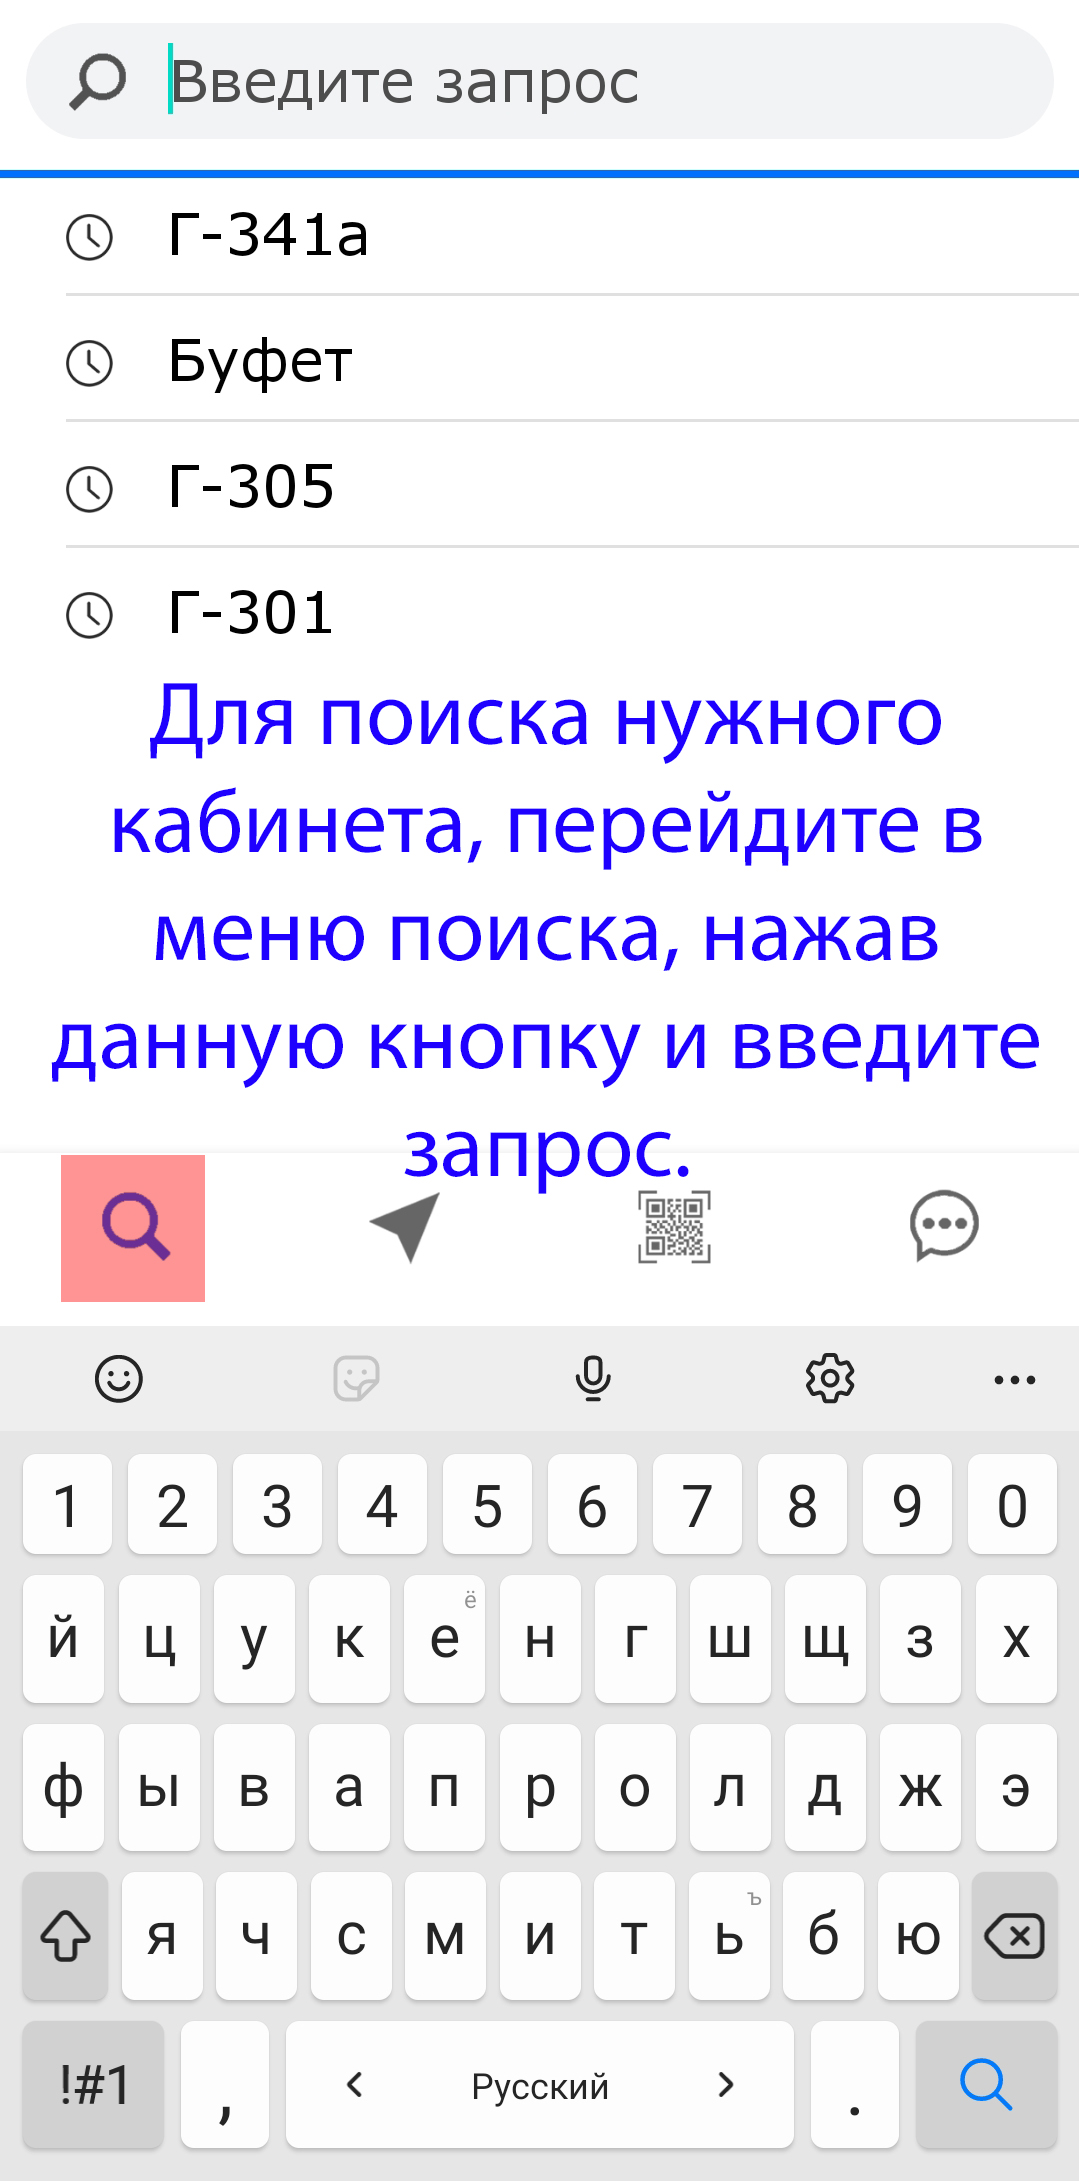 Введите запрос
Г-341а
Буфет
Г-305
Г-301
Для поиска нужного
кабинета, перейдите в
меню поиска, нажав
данную кнопку и введите
запрос.
1 2 3 4 5 6 7 8 9 0
й ц у к е ё н г ш щ з х
ф ы в а п р о л д ж э
я ч с м и т ь ъ б ю
!#1 , Русский .